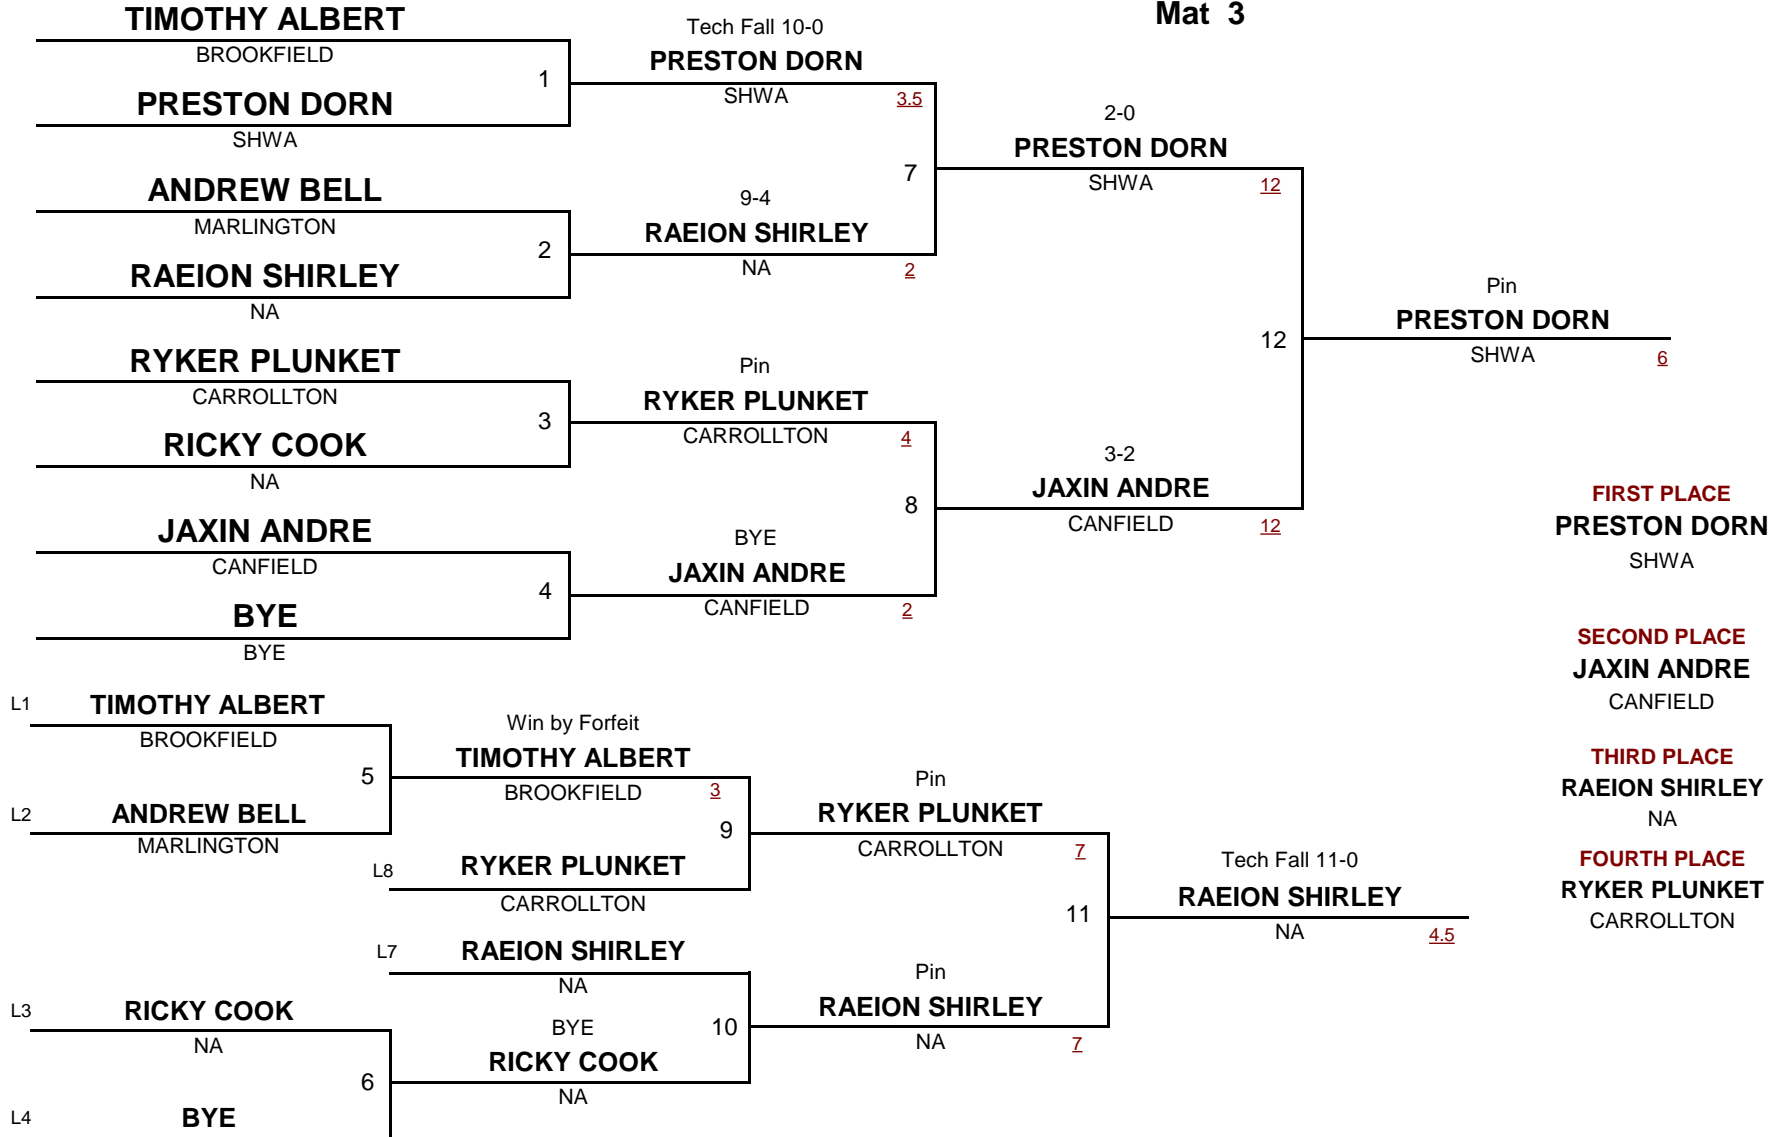 Mat 3
TIMOTHY ALBERT
BROOKFIELD
1
PRESTON DORN
SHWA
Tech Fall 10-0
PRESTON DORN
SHWA
3.5
ANDREW BELL
MARLINGTON
2
RAEION SHIRLEY
NA
9-4
RAEION SHIRLEY
NA
2
7
2-0
PRESTON DORN
SHWA
12
RYKER PLUNKET
CARROLLTON
3
RICKY COOK
NA
Pin
RYKER PLUNKET
CARROLLTON
4
JAXIN ANDRE
CANFIELD
4
BYE
BYE
BYE
JAXIN ANDRE
CANFIELD
2
8
3-2
JAXIN ANDRE
CANFIELD
12
12
Pin
PRESTON DORN
SHWA
6
FIRST PLACE
PRESTON DORN
SHWA
SECOND PLACE
JAXIN ANDRE
CANFIELD
THIRD PLACE
RAEION SHIRLEY
NA
FOURTH PLACE
RYKER PLUNKET
CARROLLTON
L1
TIMOTHY ALBERT
BROOKFIELD
5
L2
ANDREW BELL
MARLINGTON
Win by Forfeit
TIMOTHY ALBERT
BROOKFIELD
3
9
L8
RYKER PLUNKET
CARROLLTON
Pin
RYKER PLUNKET
CARROLLTON
7
L7
RAEION SHIRLEY
NA
L3
RICKY COOK
NA
6
L4
BYE
BYE
RICKY COOK
NA
10
Pin
RAEION SHIRLEY
NA
7
11
Tech Fall 11-0
RAEION SHIRLEY
NA
4.5